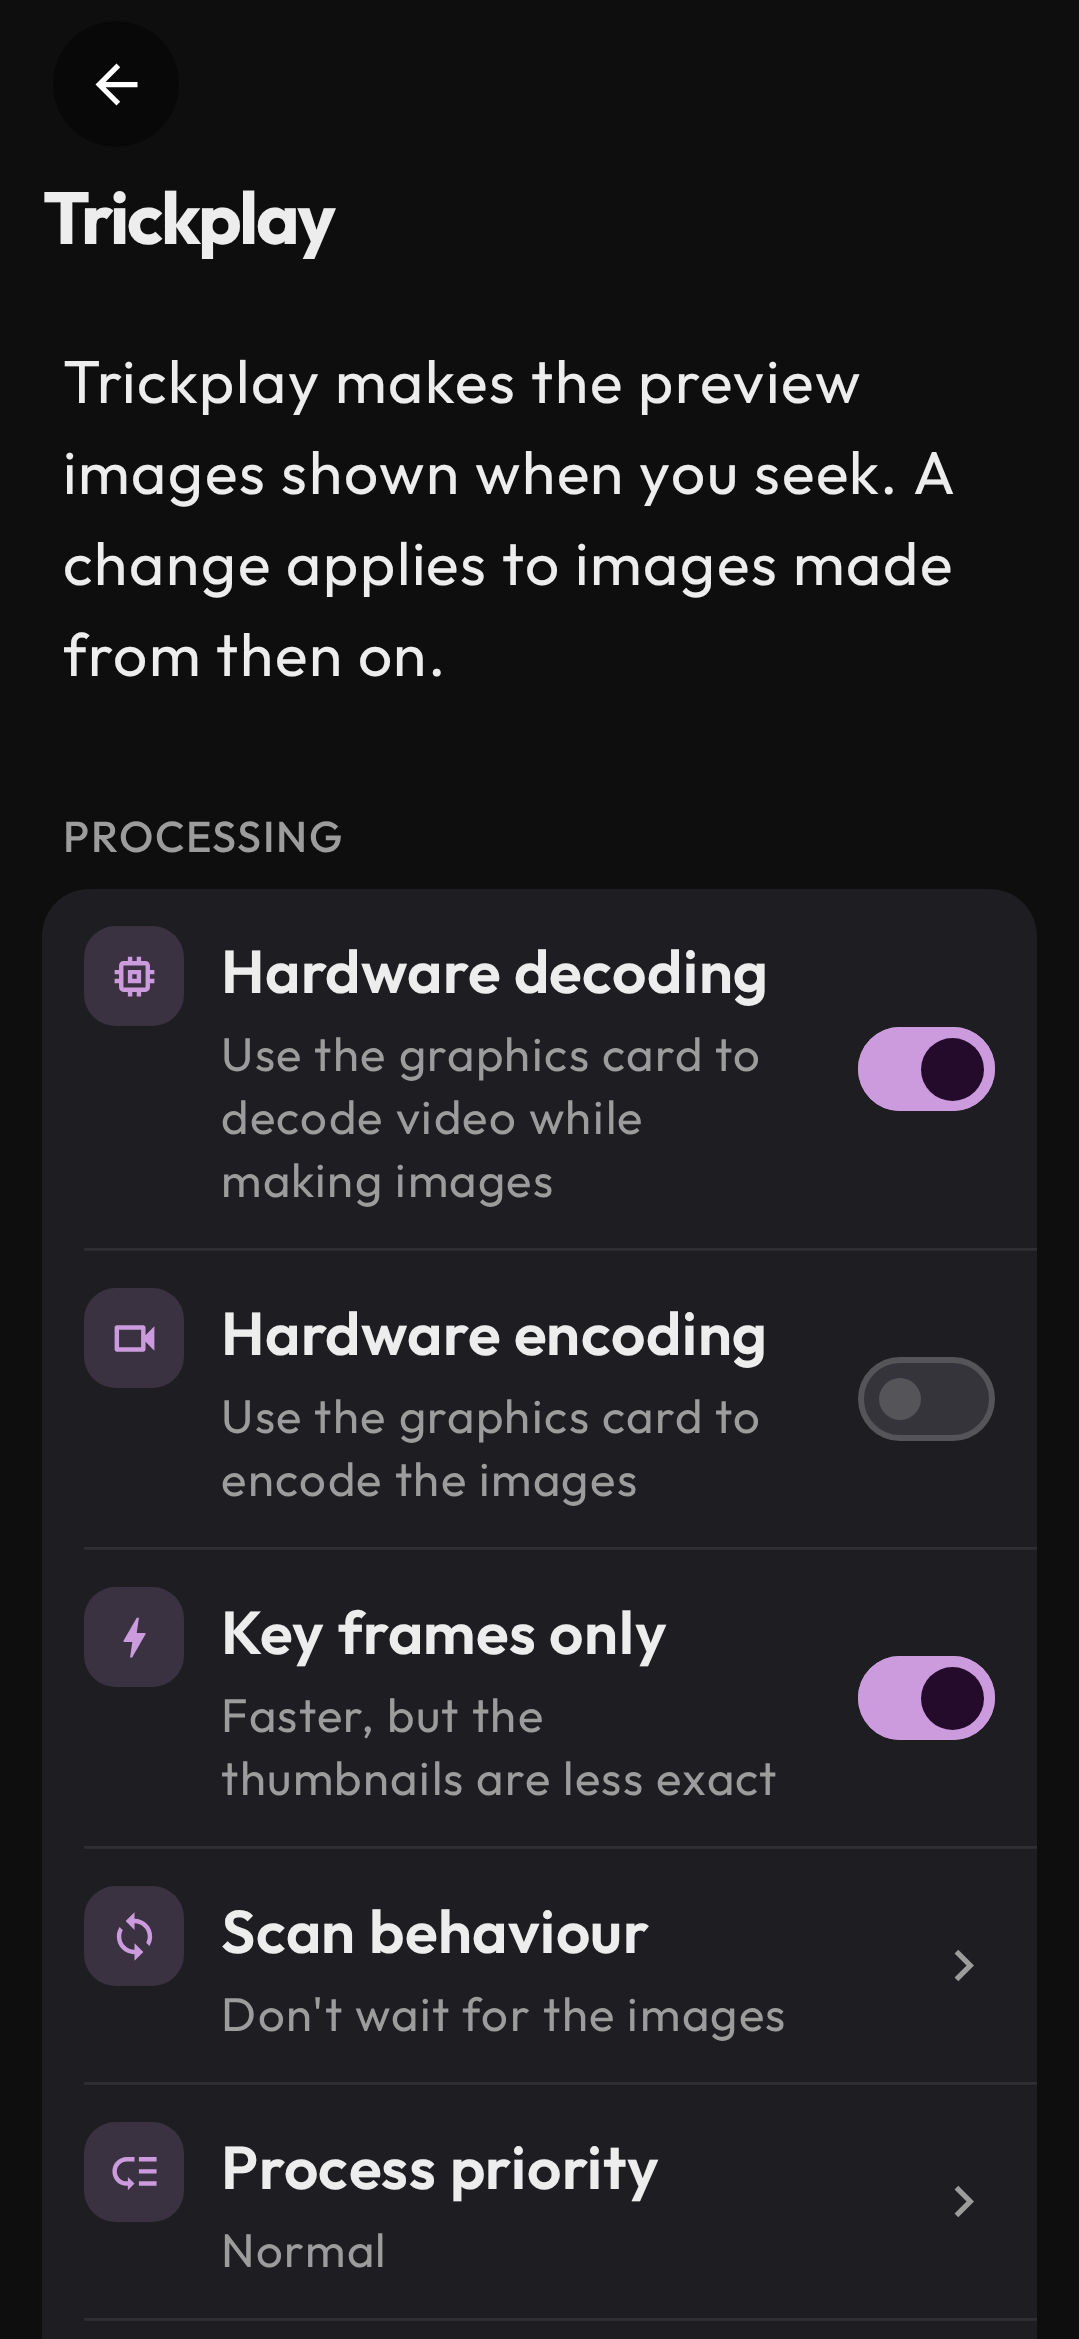 Trickplay
Trickplay makes the preview
images shown when you seek. A
change applies to images made
from then on.
PROCESSING
Hardware decoding
Use the graphics card to
decode video while
making images
Hardware encoding
Use the graphics card to
encode the images
Key frames only
Faster, but the
thumbnails are less exact
Scan behaviour
Don't wait for the images
Process priority
Normal